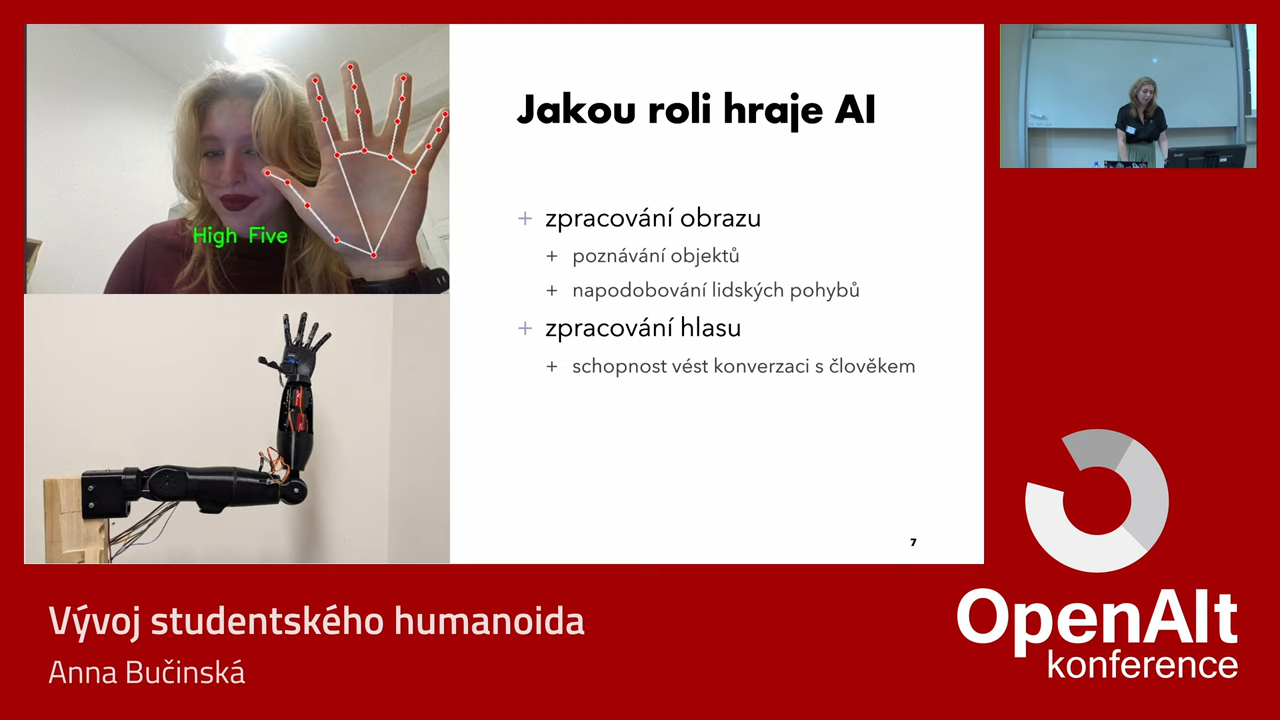 High Five
Jakou roli hraje AI
+ zpracování obrazu
+ poznávání objektů
+ napodobování lidských pohybů
+ zpracování hlasu
+ schopnost vést konverzaci s člověkem
7
Vývoj studentského humanoida
Anna Bučinská
OpenAlt
konference